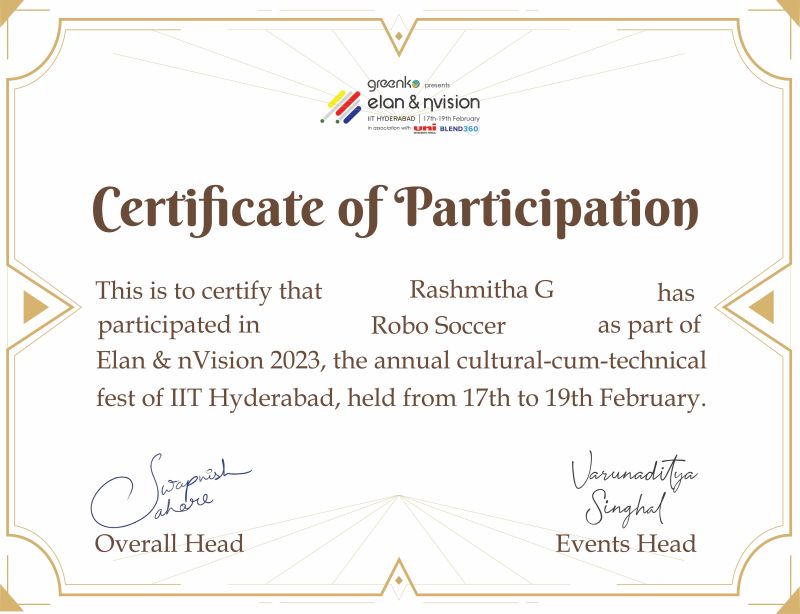 greenko presents
elan & nvision
IIT HYDERABAD | 17th-19th February
in association with uni BLEND360
Certificate of Participation
This is to certify that Rashmitha G has
participated in Robo Soccer as part of
Elan & nVision 2023, the annual cultural-cum-technical
fest of IIT Hyderabad, held from 17th to 19th February.
Swapnish Varunaditya
Sahare Singhal
Overall Head Events Head